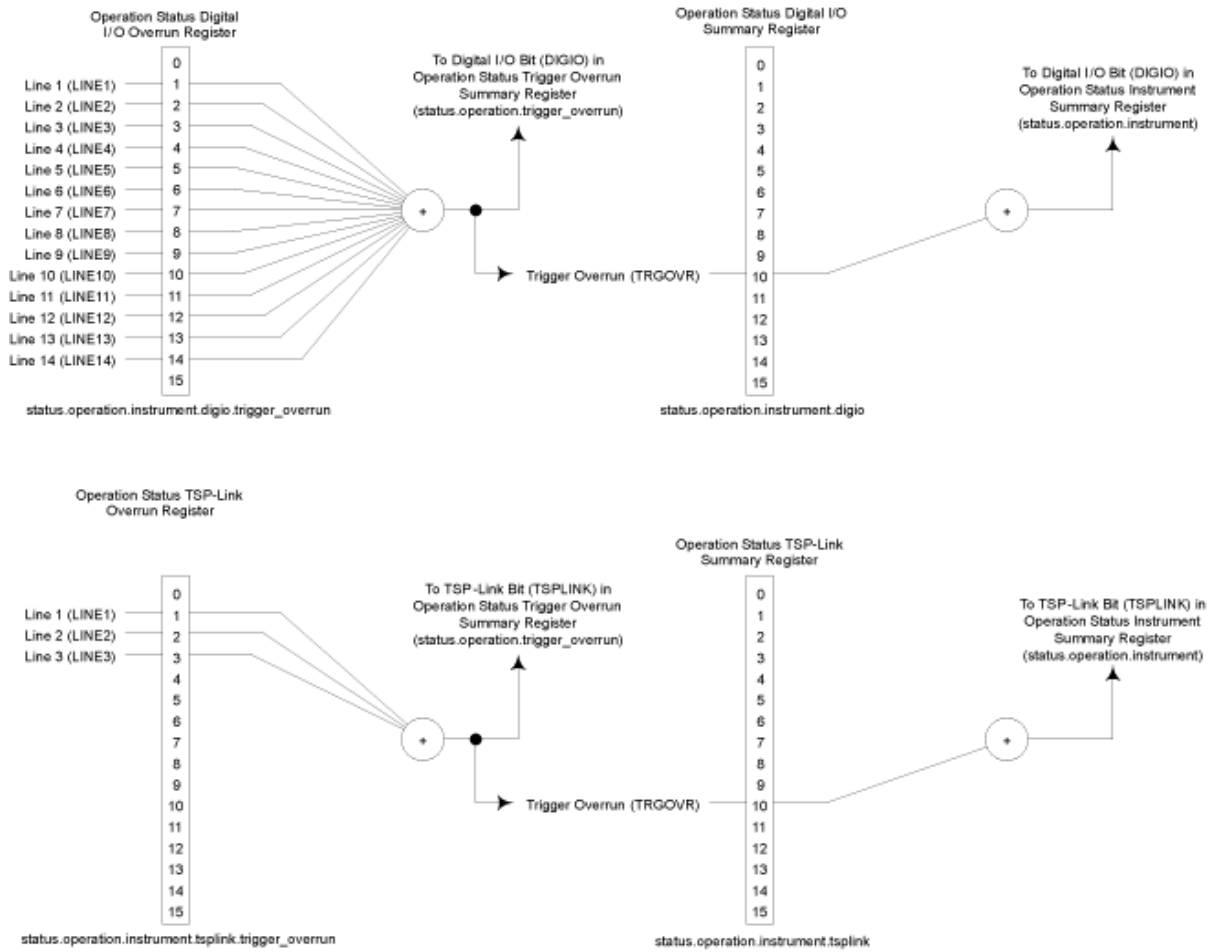 Operation Status Digital
I/O Overrun Register
0
Line 1 (LINE1) 1
Line 2 (LINE2) 2
Line 3 (LINE3) 3
Line 4 (LINE4) 4
Line 5 (LINE5) 5
Line 6 (LINE6) 6
Line 7 (LINE7) 7
Line 8 (LINE8) 8
Line 9 (LINE9) 9
Line 10 (LINE10) 10
Line 11 (LINE11) 11
Line 12 (LINE12) 12
Line 13 (LINE13) 13
Line 14 (LINE14) 14
15
status.operation.instrument.digio.trigger_overrun
+
To Digital I/O Bit (DIGIO) in
Operation Status Trigger Overrun
Summary Register
(status.operation.trigger_overrun)
Trigger Overrun (TRGOVR)
Operation Status Digital I/O
Summary Register
0
1
2
3
4
5
6
7
8
9
10
11
12
13
14
15
status.operation.instrument.digio
+
To Digital I/O Bit (DIGIO) in
Operation Status Instrument
Summary Register
(status.operation.instrument)
Operation Status TSP-Link
Overrun Register
0
Line 1 (LINE1) 1
Line 2 (LINE2) 2
Line 3 (LINE3) 3
4
5
6
7
8
9
10
11
12
13
14
15
status.operation.instrument.tsplink.trigger_overrun
+
To TSP-Link Bit (TSPLINK) in
Operation Status Trigger Overrun
Summary Register
(status.operation.trigger_overrun)
Trigger Overrun (TRGOVR)
Operation Status TSP-Link
Summary Register
0
1
2
3
4
5
6
7
8
9
10
11
12
13
14
15
status.operation.instrument.tsplink
+
To TSP-Link Bit (TSPLINK) in
Operation Status Instrument
Summary Register
(status.operation.instrument)